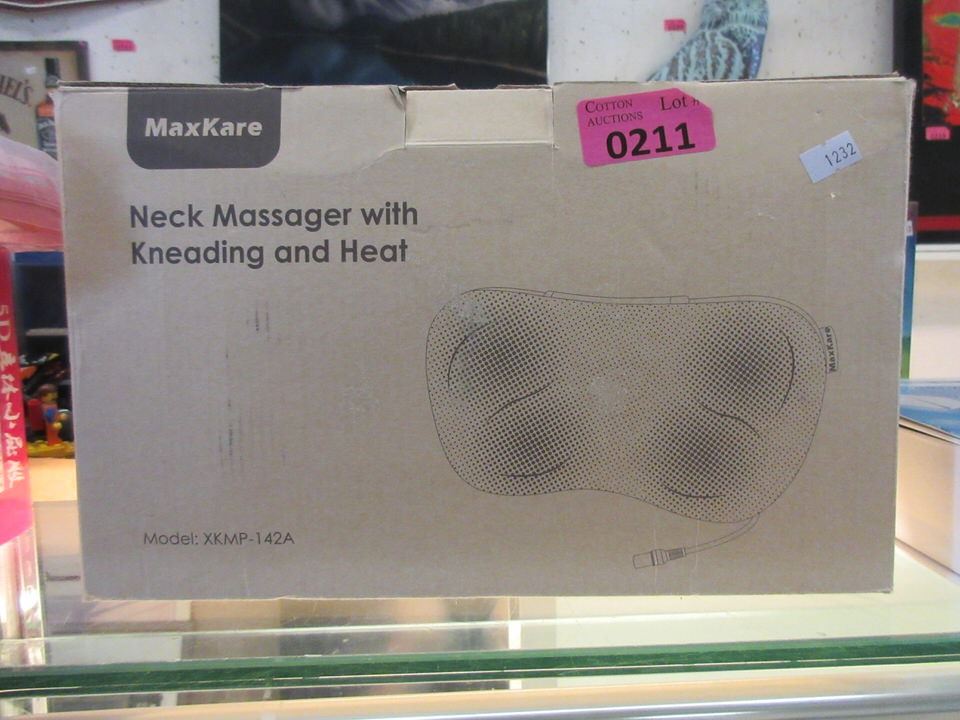 MaxKare
COTTON
AUCTIONS
Lot
0211
1232
Neck Massager with
Kneading and Heat
MaxKare
Model: XKMP-142A